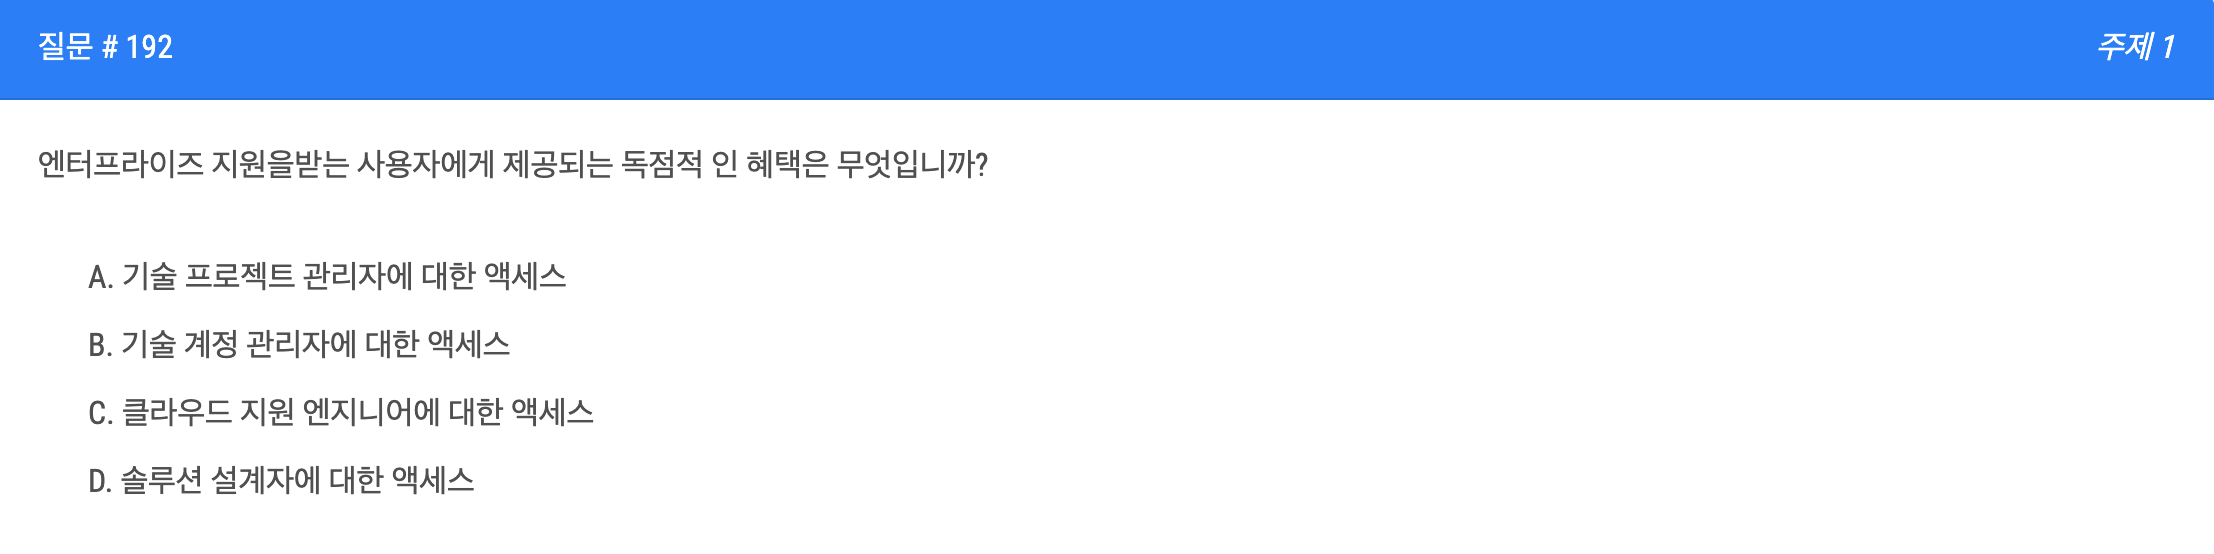 질문 # 192
주제 1
엔터프라이즈 지원을받는 사용자에게 제공되는 독점적 인 혜택은 무엇입니까?
A. 기술 프로젝트 관리자에 대한 액세스
B. 기술 계정 관리자에 대한 액세스
C. 클라우드 지원 엔지니어에 대한 액세스
D. 솔루션 설계자에 대한 액세스